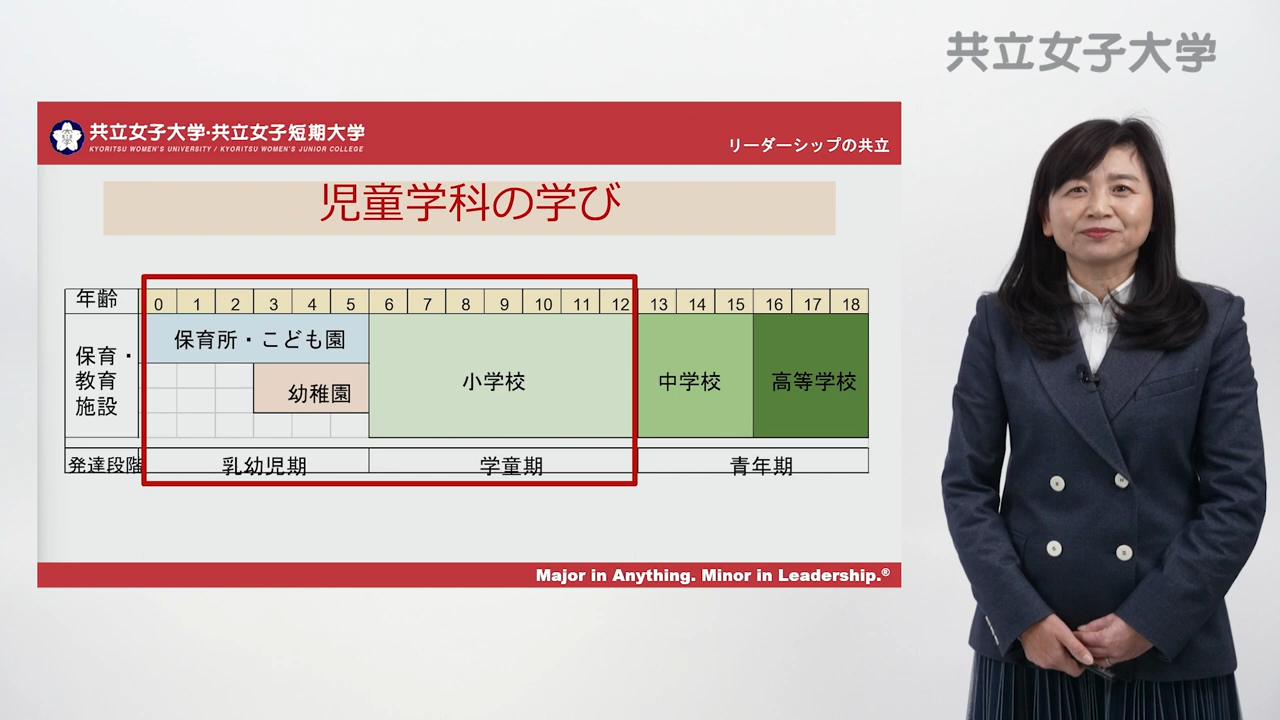 共立女子大学
共立女子大学·共立女子短期大学
KYORITSU WOMEN'S UNIVERSITY / KYORITSU WOMEN'S JUNIOR COLLEGE
リーダーシップの共立
児童学科の学び
年齢 0 1 2 3 4 5 6 7 8 9 10 11 12 13 14 15 16 17 18
保育・教育施設
保育所・こども園
幼稚園
小学校
中学校
高等学校
発達段階 乳幼児期 学童期 青年期
Major in Anything. Minor in Leadership.®